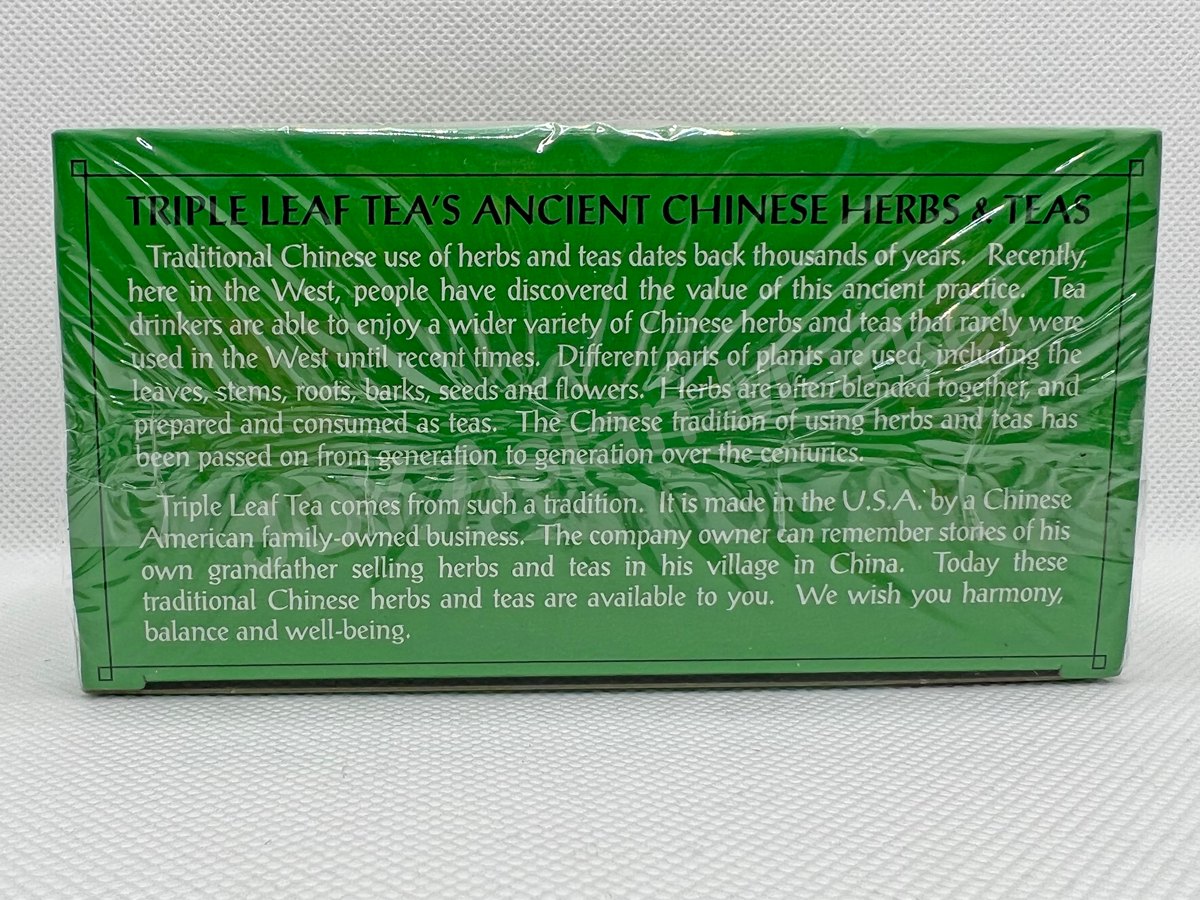 TRIPLE LEAF TEA'S ANCIENT CHINESE HERBS & TEAS
Traditional Chinese use of herbs and teas dates back thousands of years. Recently,
here in the West, people have discovered the value of this ancient practice. Tea
drinkers are able to enjoy a wider variety of Chinese herbs and teas that rarely were
used in the West until recent times. Different parts of plants are used, including the
leaves, stems, roots, barks, seeds and flowers. Herbs are often blended together, and
prepared and consumed as teas. The Chinese tradition of using herbs and teas has
been passed on from generation to generation over the centuries.
Triple Leaf Tea comes from such a tradition. It is made in the U.S.A. by a Chinese
American family-owned business. The company owner can remember stories of his
own grandfather selling herbs and teas in his village in China. Today these
traditional Chinese herbs and teas are available to you. We wish you harmony,
balance and well-being.